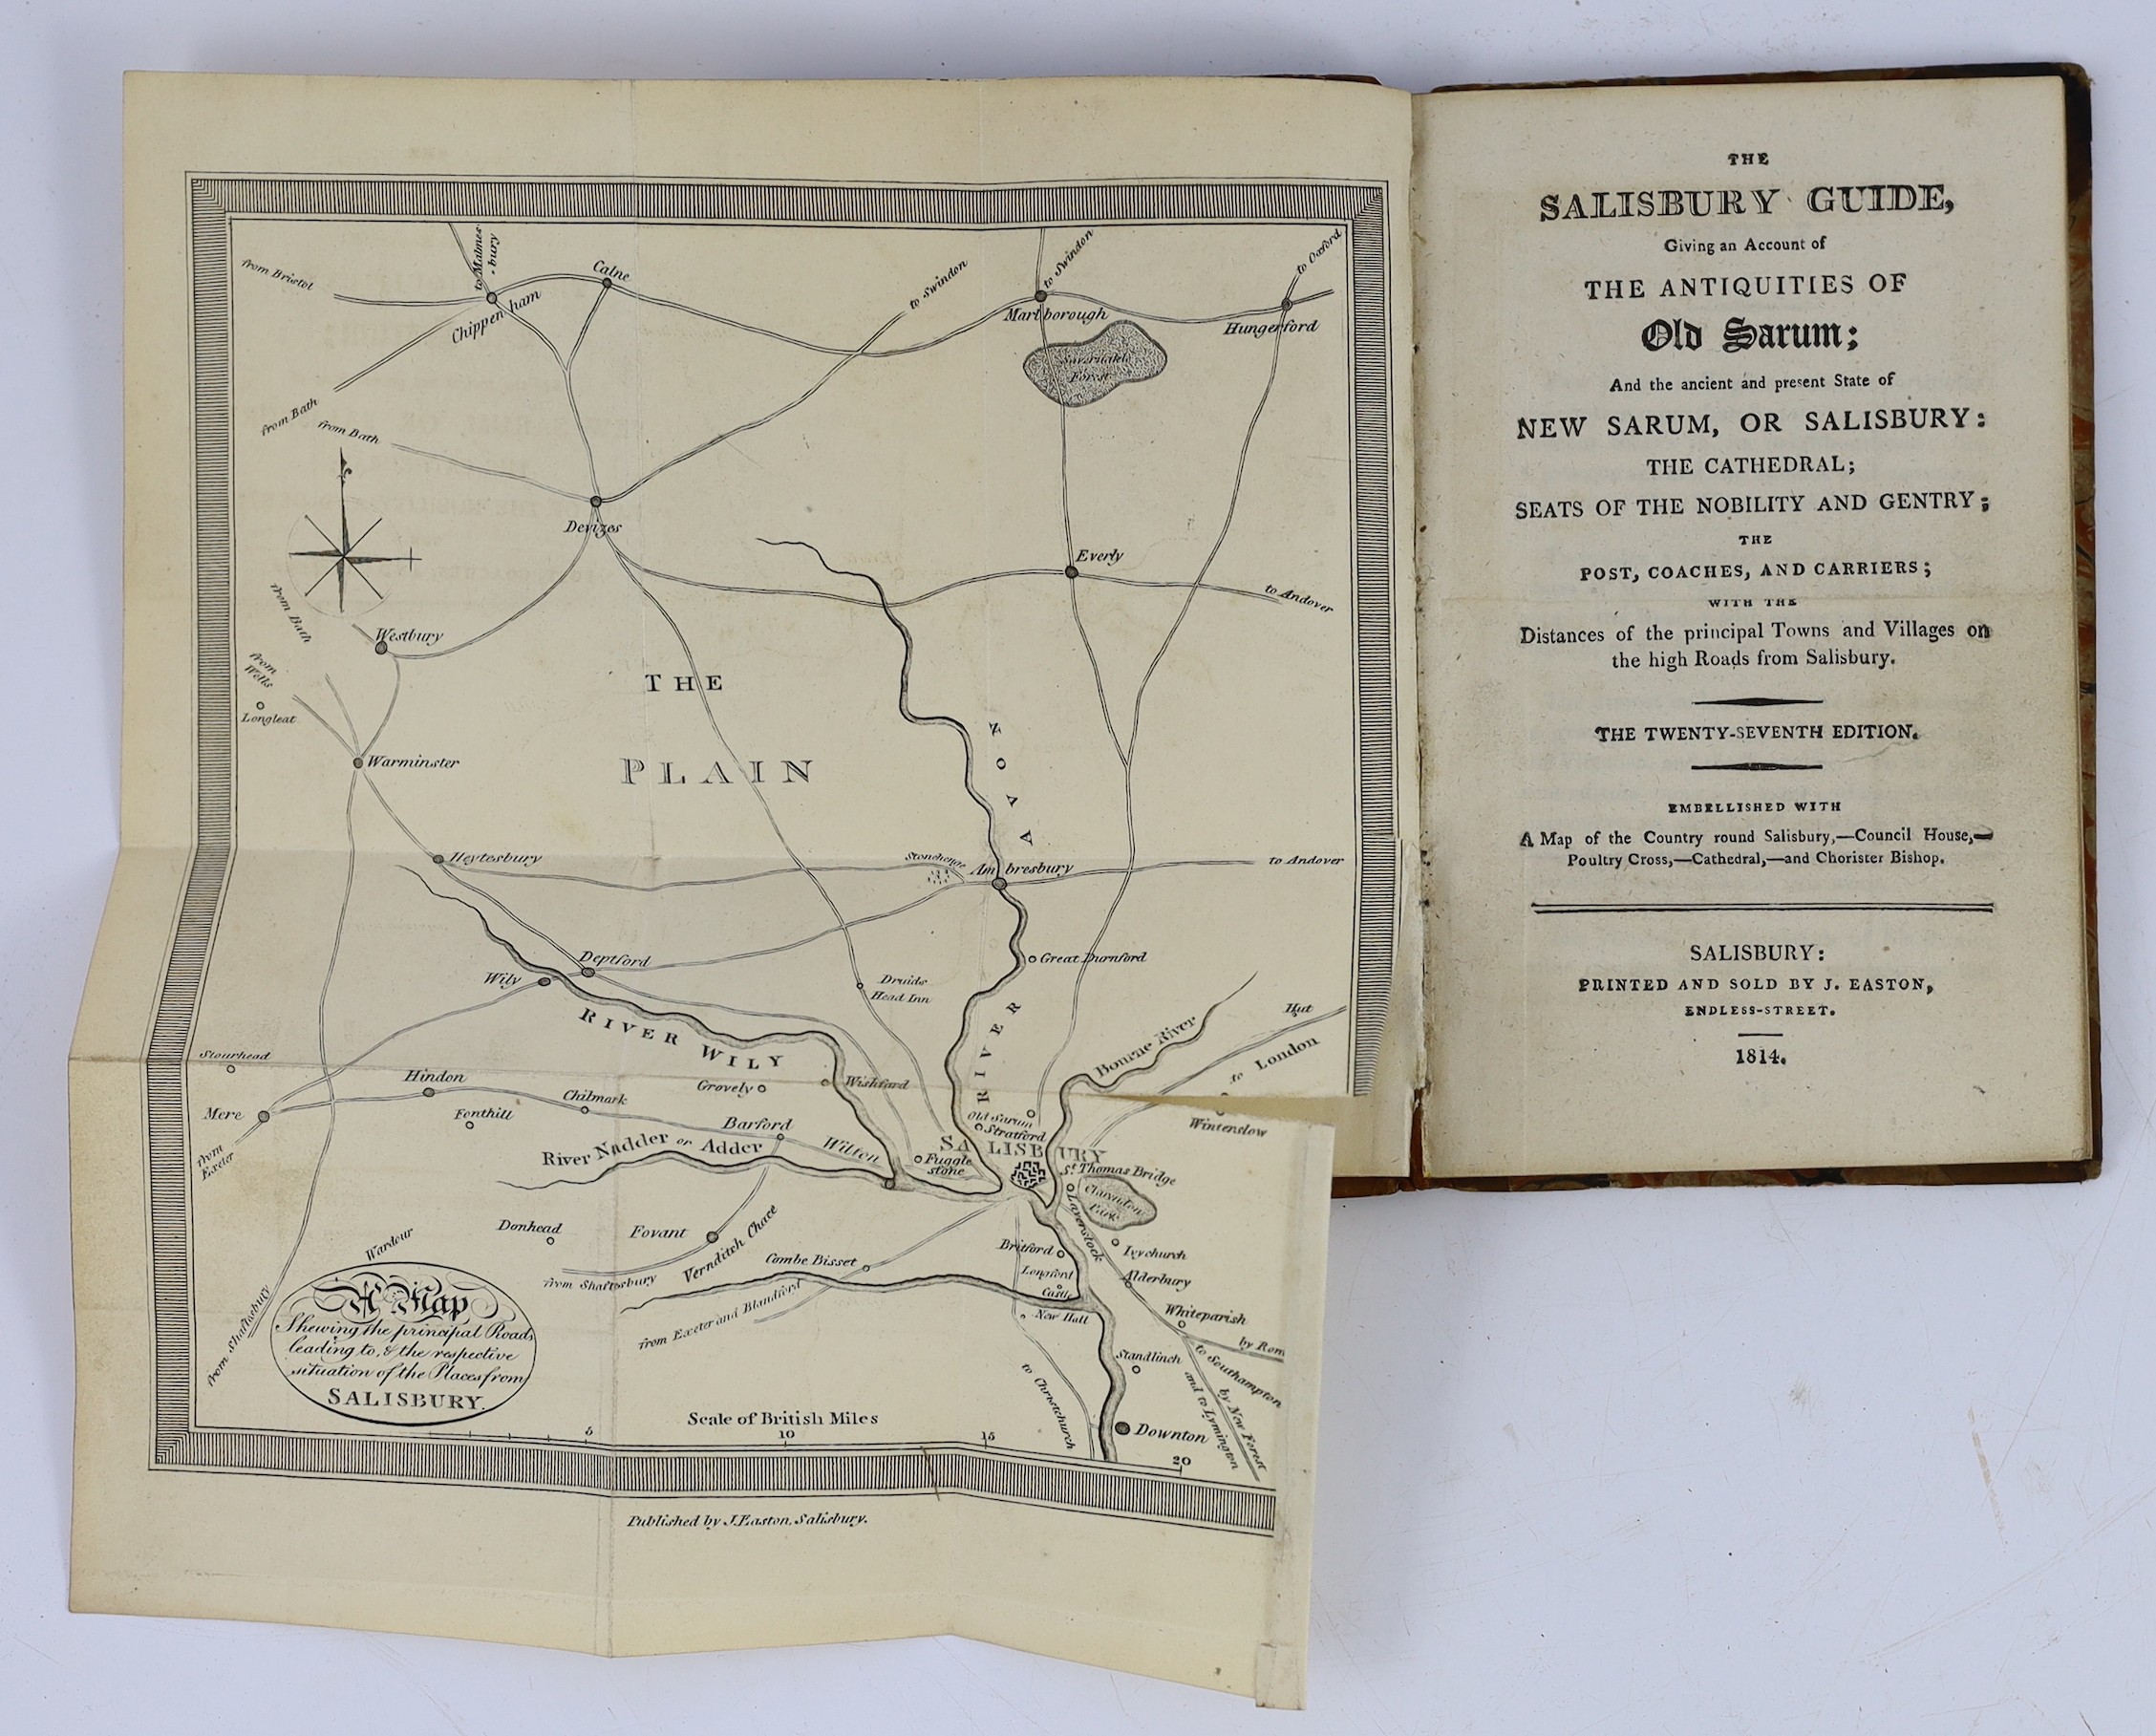 to Malmes-
bury
from Bristol
Calne
Chippenham
to Swindon
to Swindon
to Oxford
Marlborough
Hungerford
Forest
from Bath
from Bath
Devizes
Everly
to Andover
from Bath
Westbury
from
Wells
Longleat
THE
PLAIN
Warminster
RIVER AVON
Heytesbury
Stonehenge
Ambresbury
to Andover
Deptford
Wily
Great Durnford
Druids
Head Inn
RIVER WILY
Hut
to London
Bourne River
Stourhead
Hindon
Grovely
Wishford
Mere
Chilmark
Fonthill
Barford
Old Sarum
Stratford
Winterslow
from
Exeter
River Nadder or Adder
Wilton
SALISBURY
Fuggle
stone
St. Thomas Bridge
Park
Laverstock
Donhead
Fovant
Vernditch Chace
Wardour
Combe Bisset
Britford
Ivychurch
from Shaftsbury
Longford
Castle
Alderbury
from Exeter and Blandford
New Hall
Whiteparish
by Rom
from Shaftsbury
Standlinch
to Southampton
by New Forest
and to Lymington
to Christchurch
Downton
A Map
Shewing the principal Roads
leading to, & the respective
situation of the Places from
SALISBURY.
Scale of British Miles
5 10 15 20
Published by J. Easton, Salisbury.
THE
SALISBURY GUIDE,
Giving an Account of
THE ANTIQUITIES OF
Old Sarum;
And the ancient and present State of
NEW SARUM, OR SALISBURY:
THE CATHEDRAL;
SEATS OF THE NOBILITY AND GENTRY;
THE
POST, COACHES, AND CARRIERS;
WITH THE
Distances of the principal Towns and Villages on
the high Roads from Salisbury.
THE TWENTY-SEVENTH EDITION.
EMBELLISHED WITH
A Map of the Country round Salisbury,—Council House,—
Poultry Cross,—Cathedral,—and Chorister Bishop.
SALISBURY:
PRINTED AND SOLD BY J. EASTON,
ENDLESS-STREET.
1814.